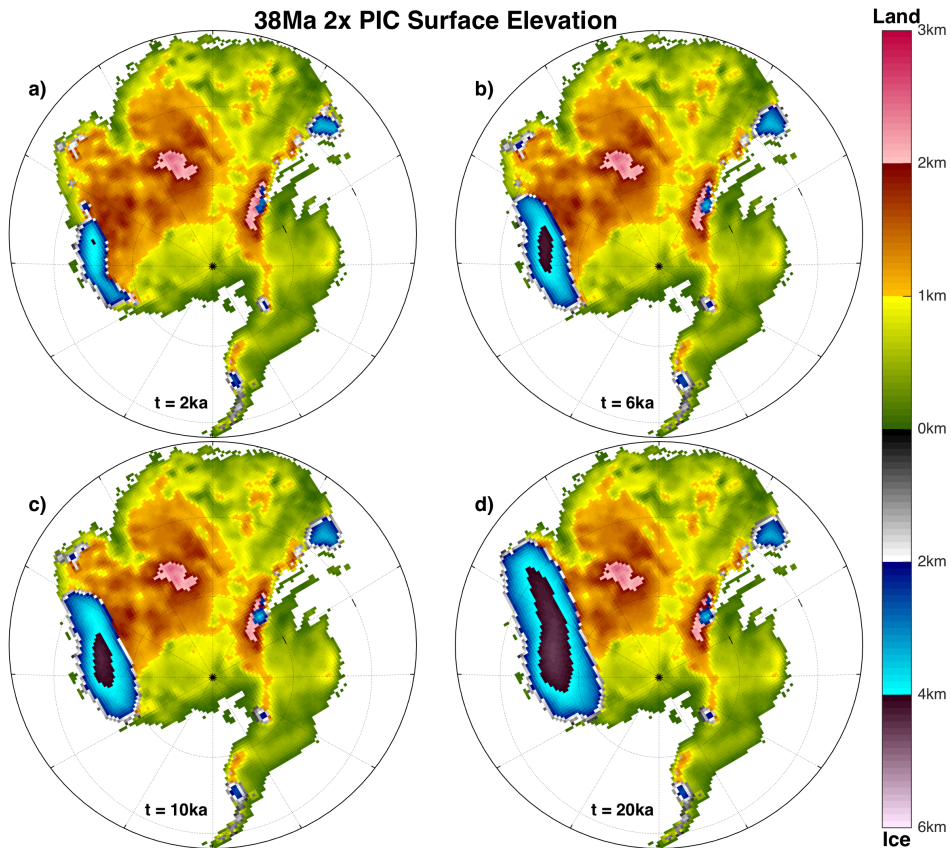 38Ma 2x PIC Surface Elevation
Land
a)
b)
3km
2km
1km
0km
2km
4km
6km
t = 2ka
t = 6ka
c)
d)
t = 10ka
t = 20ka
Ice